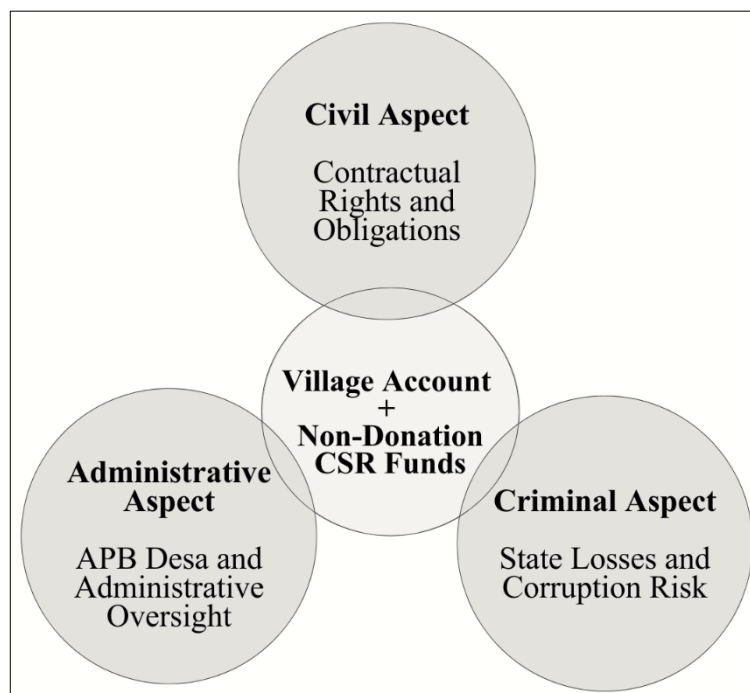 Civil Aspect
Contractual
Rights and
Obligations
Village Account
+
Non-Donation
CSR Funds
Administrative
Aspect
APB Desa and
Administrative
Oversight
Criminal Aspect
State Losses and
Corruption Risk